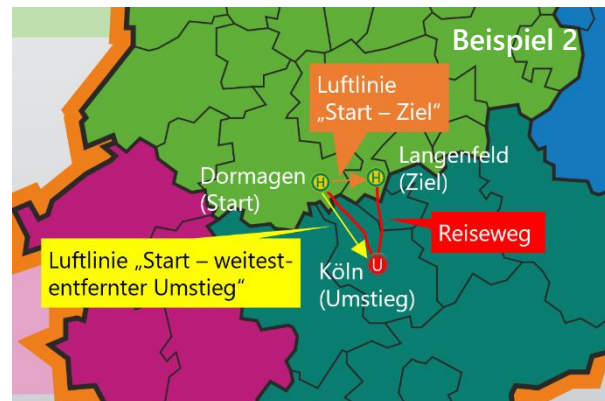 Beispiel 2
Luftlinie
„Start – Ziel“
Dormagen
(Start)
H
H
Langenfeld
(Ziel)
Luftlinie „Start – weitest-
entfernter Umstieg“
Reiseweg
Köln
(Umstieg)
U